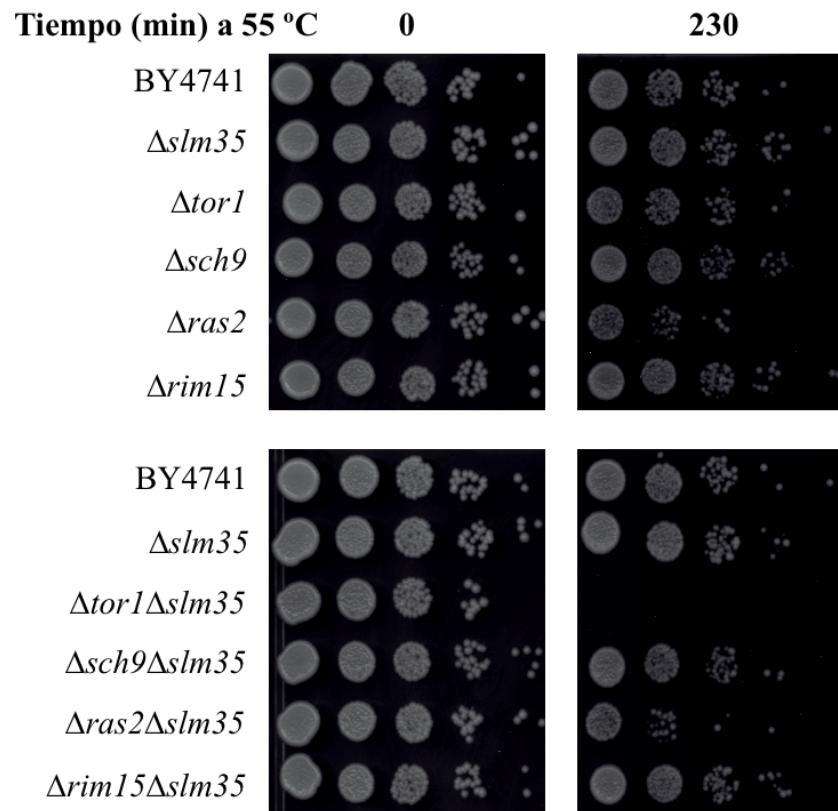 Tiempo (min) a 55 ºC 0 230
BY4741
Δslm35
Δtor1
Δsch9
Δras2
Δrim15
BY4741
Δslm35
Δtor1Δslm35
Δsch9Δslm35
Δras2Δslm35
Δrim15Δslm35